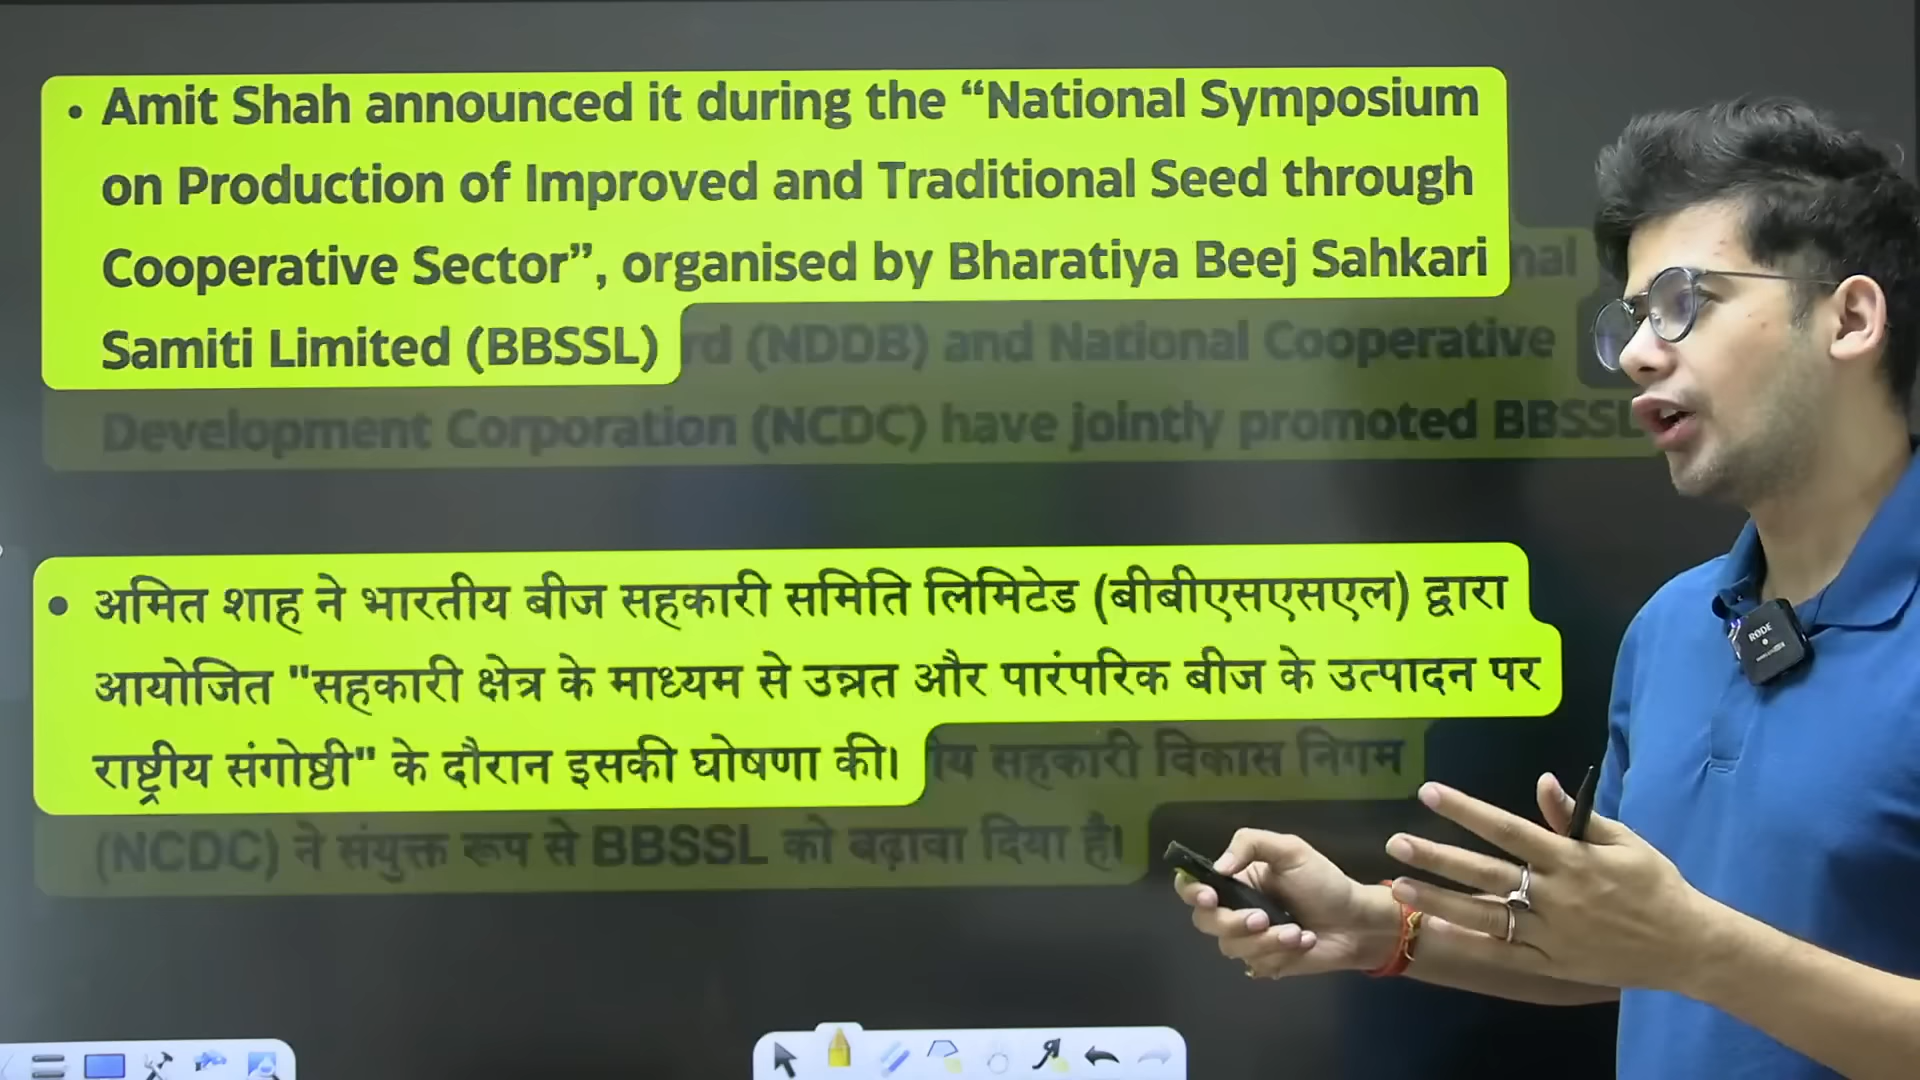 • Amit Shah announced it during the “National Symposium
on Production of Improved and Traditional Seed through
Cooperative Sector”, organised by Bharatiya Beej Sahkari
Samiti Limited (BBSSL) (NDDB) and National Cooperative
Development Corporation (NCDC) have jointly promoted BBSSL
• अमित शाह ने भारतीय बीज सहकारी समिति लिमिटेड (बीबीएसएसएल) द्वारा
आयोजित "सहकारी क्षेत्र के माध्यम से उन्नत और पारंपरिक बीज के उत्पादन पर
राष्ट्रीय संगोष्ठी" के दौरान इसकी घोषणा की। सहकारी विकास निगम
(NCDC) ने संयुक्त रूप से BBSSL को बढ़ावा दिया है।
RODE